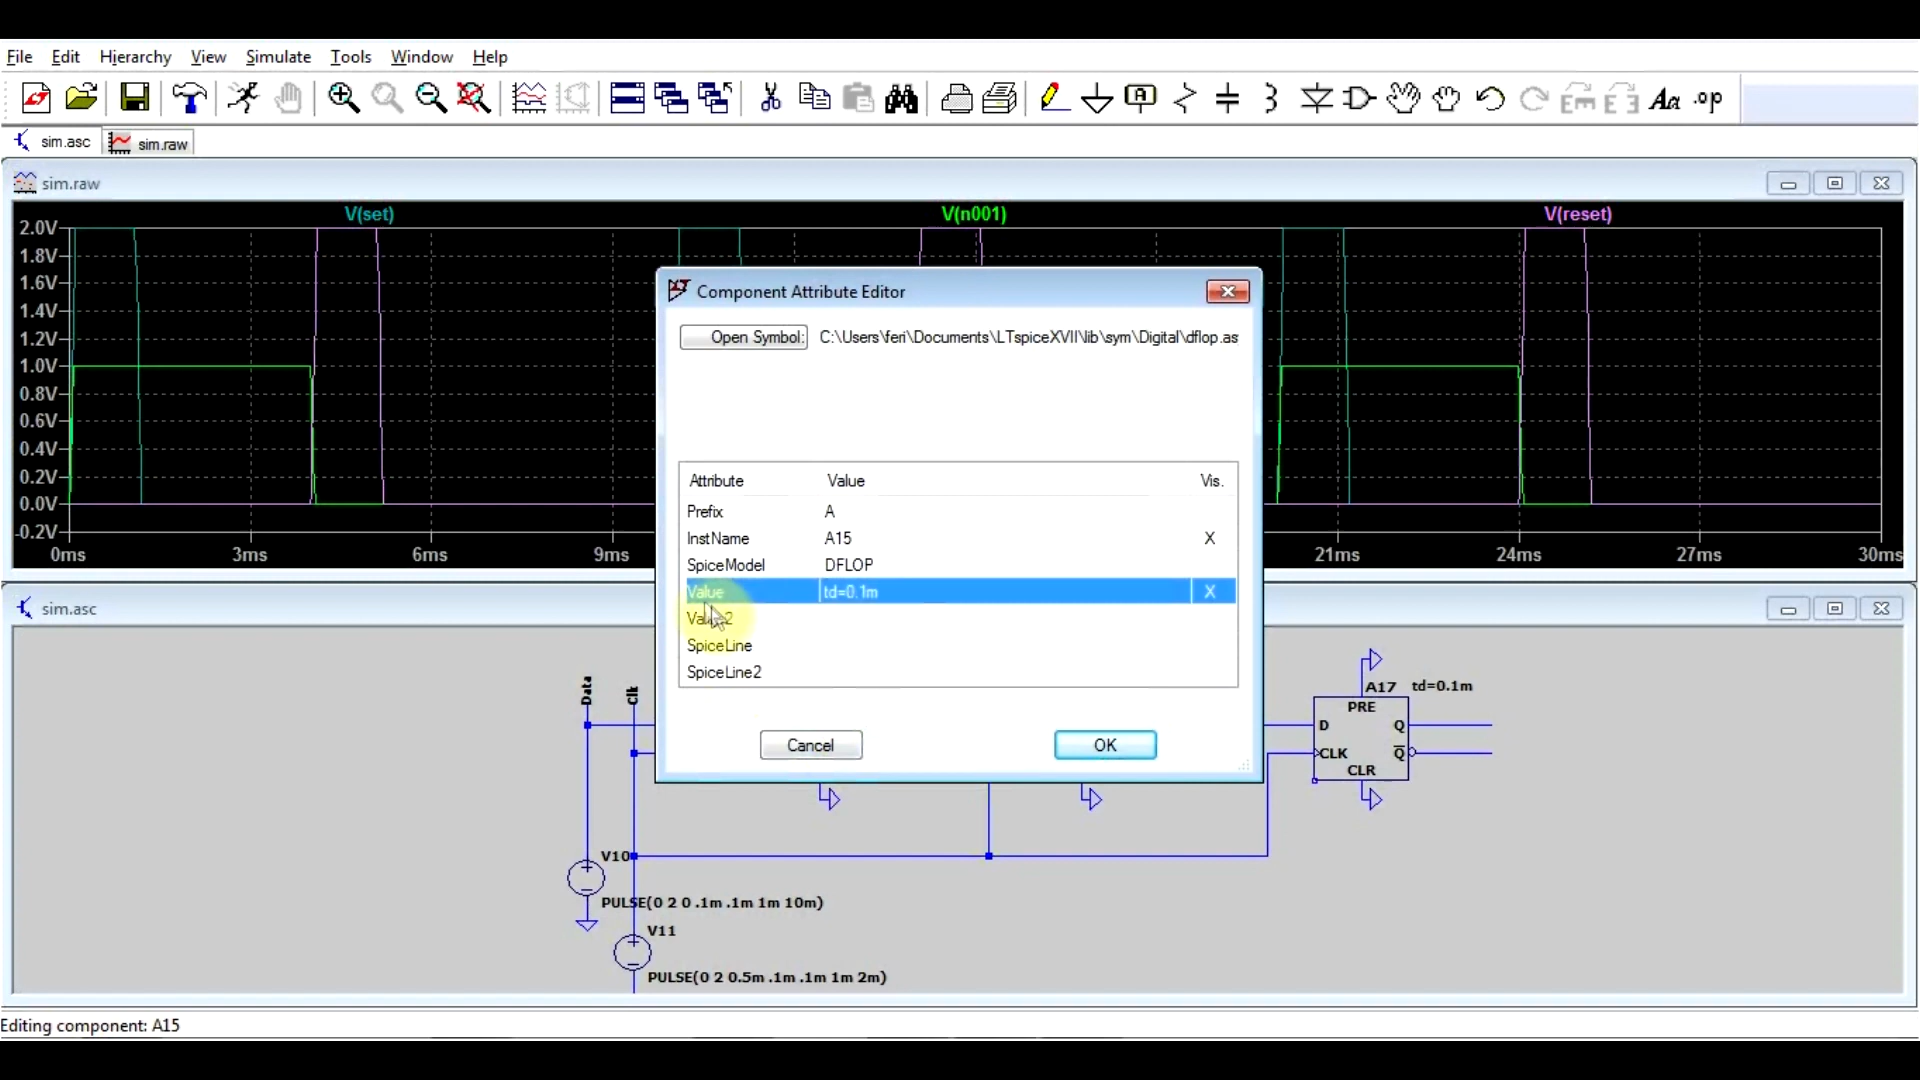 File Edit Hierarchy View Simulate Tools Window Help
A Aa .op
sim.asc sim.raw
sim.raw
V(set) V(n001) V(reset)
2.0V
1.8V
1.6V
1.4V
1.2V
1.0V
0.8V
0.6V
0.4V
0.2V
0.0V
-0.2V
0ms 3ms 6ms 9ms 21ms 24ms 27ms 30ms
Component Attribute Editor
Open Symbol: C:\Users\feri\Documents\LTspiceXVII\lib\sym\Digital\dflop.as
Attribute Value Vis.
Prefix A
InstName A15 X
SpiceModel DFLOP
Value td=0.1m X
Value2
SpiceLine
SpiceLine2
Cancel OK
sim.asc
Data Clk
A17 td=0.1m
PRE
D Q
CLK Q
CLR
V10
PULSE(0 2 0 .1m .1m 1m 10m)
V11
PULSE(0 2 0.5m .1m .1m 1m 2m)
Editing component: A15